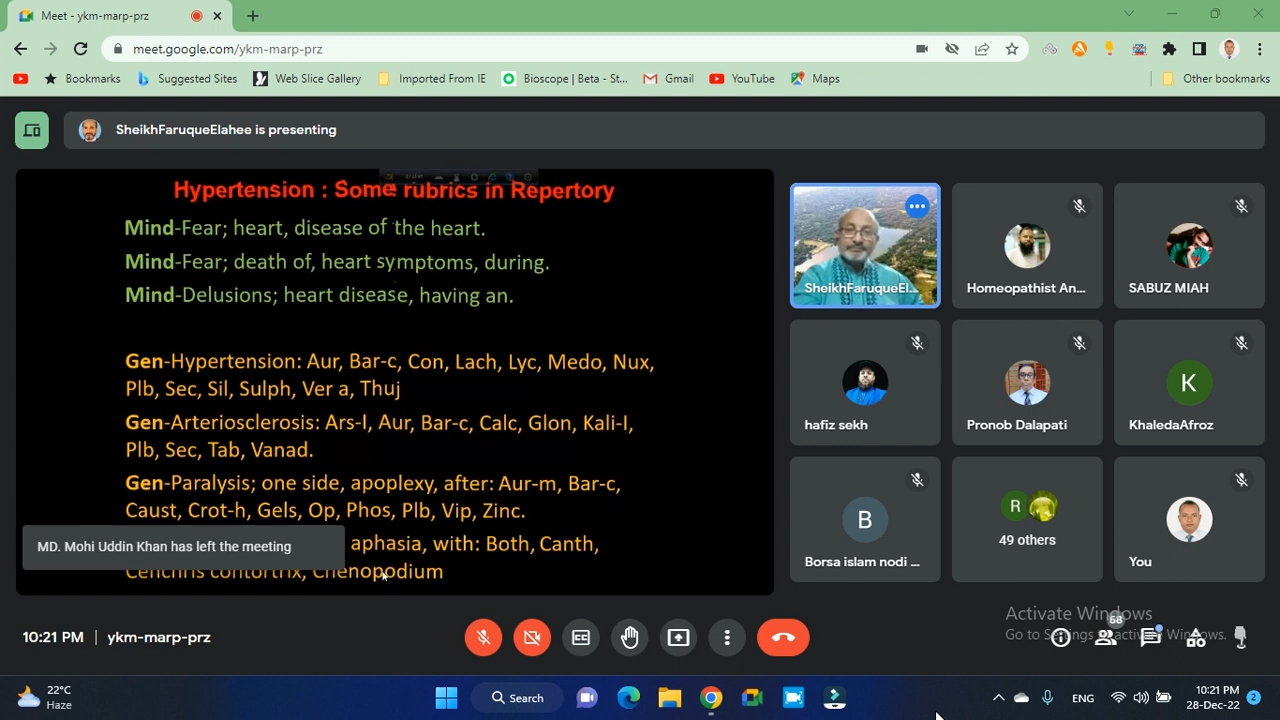 Meet - ykm-marp-prz
meet.google.com/ykm-marp-prz
Bookmarks
Suggested Sites
Web Slice Gallery
Imported From IE
Bioscope | Beta - St...
Gmail
YouTube
Maps
Other bookmarks
SheikhFaruqueElahee is presenting
Hypertension : Some rubrics in Repertory
Mind-Fear; heart, disease of the heart.
Mind-Fear; death of, heart symptoms, during.
Mind-Delusions; heart disease, having an.
Gen-Hypertension: Aur, Bar-c, Con, Lach, Lyc, Medo, Nux,
Plb, Sec, Sil, Sulph, Ver a, Thuj
Gen-Arteriosclerosis: Ars-I, Aur, Bar-c, Calc, Glon, Kali-I,
Plb, Sec, Tab, Vanad.
Gen-Paralysis; one side, apoplexy, after: Aur-m, Bar-c,
Caust, Crot-h, Gels, Op, Phos, Plb, Vip, Zinc.
aphasia, with: Both, Canth,
Cenchris contortrix, Chenopodium
MD. Mohi Uddin Khan has left the meeting
SheikhFaruqueEl...
Homeopathist An...
SABUZ MIAH
hafiz sekh
Pronob Dalapati
K
KhaledaAfroz
B
Borsa islam nodi ...
R
49 others
You
10:21 PM | ykm-marp-prz
Activate Windows
Go to Settings to activate Windows.
58
22°C
Haze
Search
ENG
10:21 PM
28-Dec-22
2